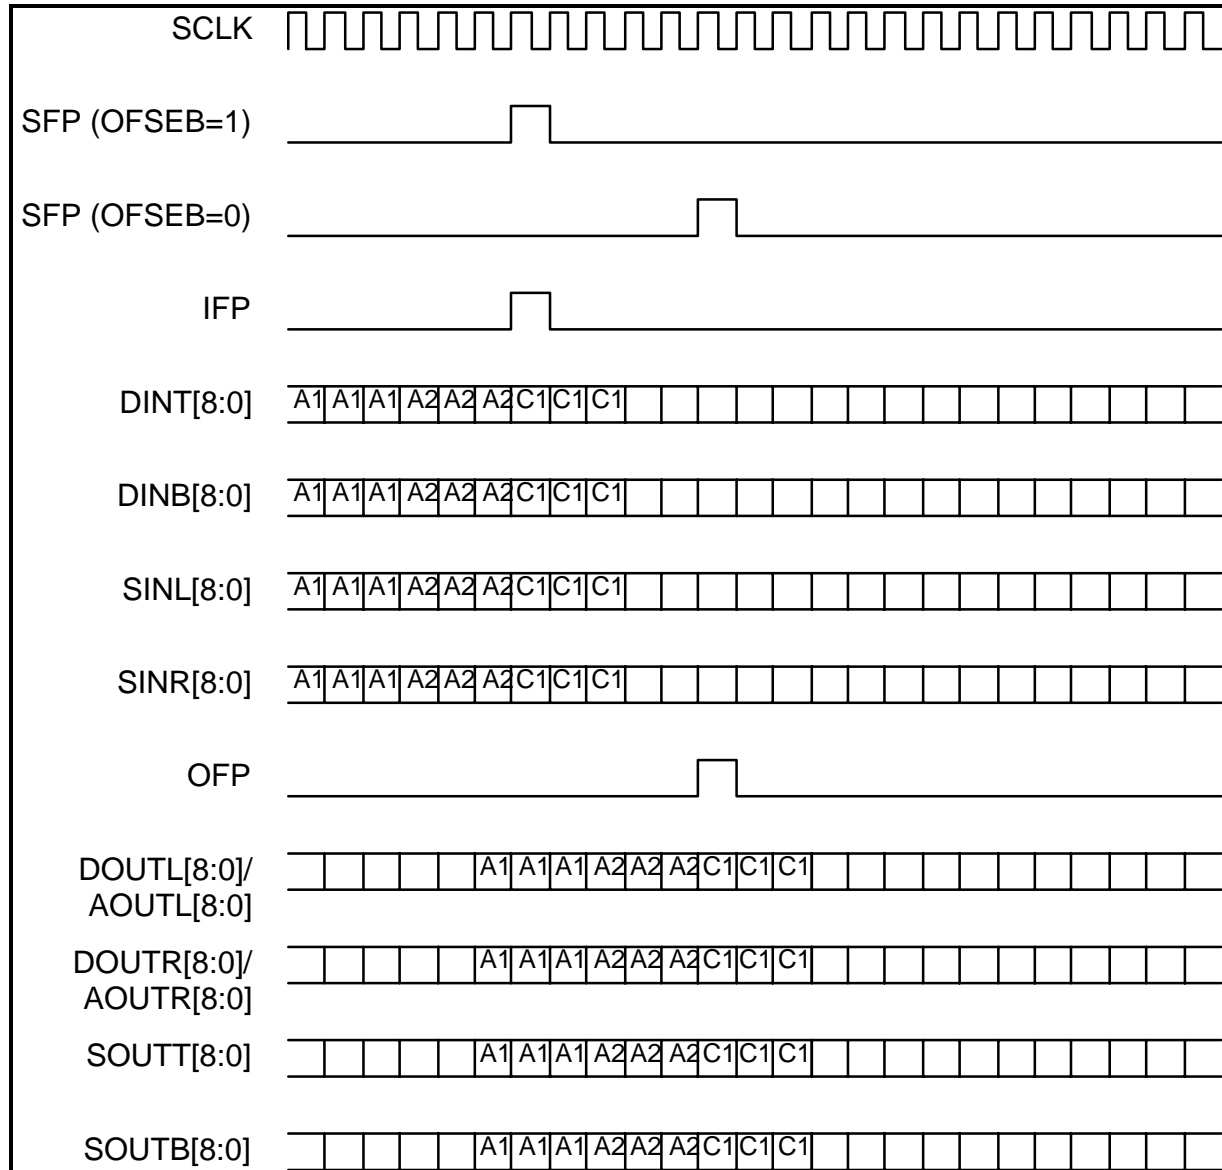 SCLK
SFP (OFSEB=1)
SFP (OFSEB=0)
IFP
DINT[8:0] A1 A1 A1 A2 A2 A2 C1 C1 C1
DINB[8:0] A1 A1 A1 A2 A2 A2 C1 C1 C1
SINL[8:0] A1 A1 A1 A2 A2 A2 C1 C1 C1
SINR[8:0] A1 A1 A1 A2 A2 A2 C1 C1 C1
OFP
DOUTL[8:0]/ A1 A1 A1 A2 A2 A2 C1 C1 C1
AOUTL[8:0]
DOUTR[8:0]/ A1 A1 A1 A2 A2 A2 C1 C1 C1
AOUTR[8:0]
SOUTT[8:0] A1 A1 A1 A2 A2 A2 C1 C1 C1
SOUTB[8:0] A1 A1 A1 A2 A2 A2 C1 C1 C1